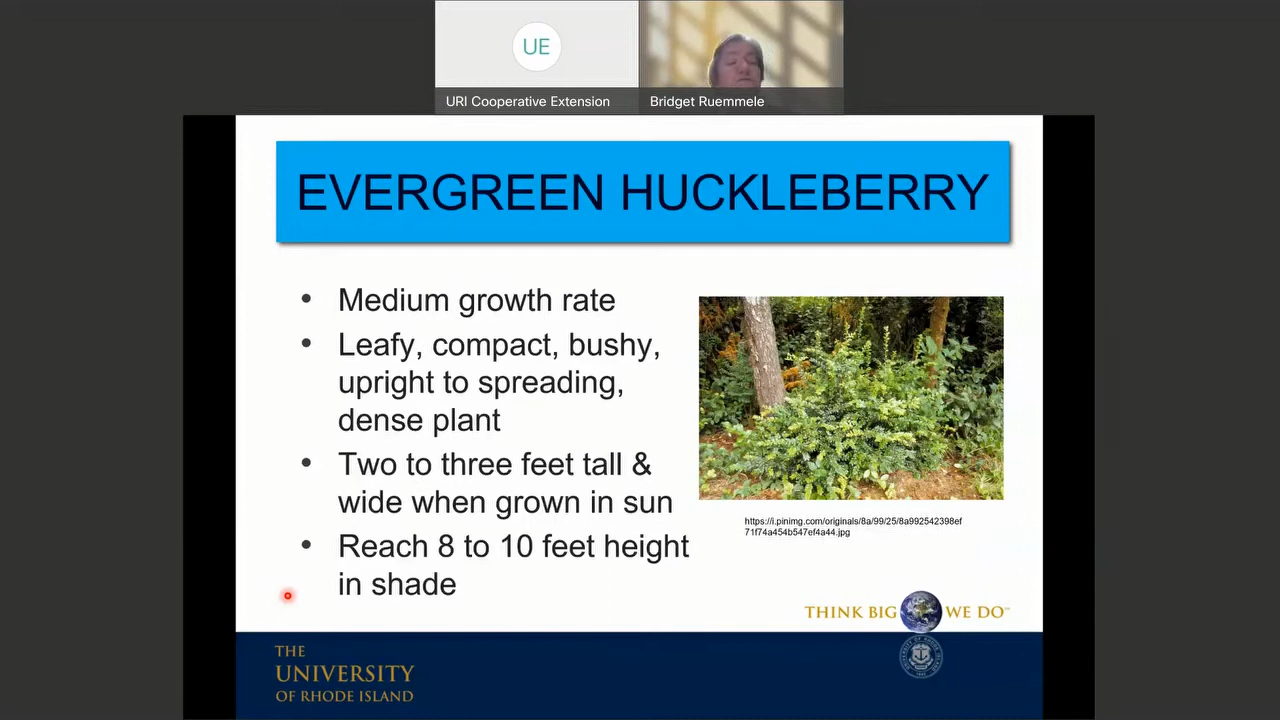 UE
URI Cooperative Extension
Bridget Ruemmele
EVERGREEN HUCKLEBERRY
• Medium growth rate
• Leafy, compact, bushy,
upright to spreading,
dense plant
• Two to three feet tall &
wide when grown in sun
• Reach 8 to 10 feet height
in shade
https://i.pinimg.com/originals/8a/99/25/8a992542398ef
71f74a454b547ef4a44.jpg
THINK BIG WE DO™
THE
UNIVERSITY
OF RHODE ISLAND